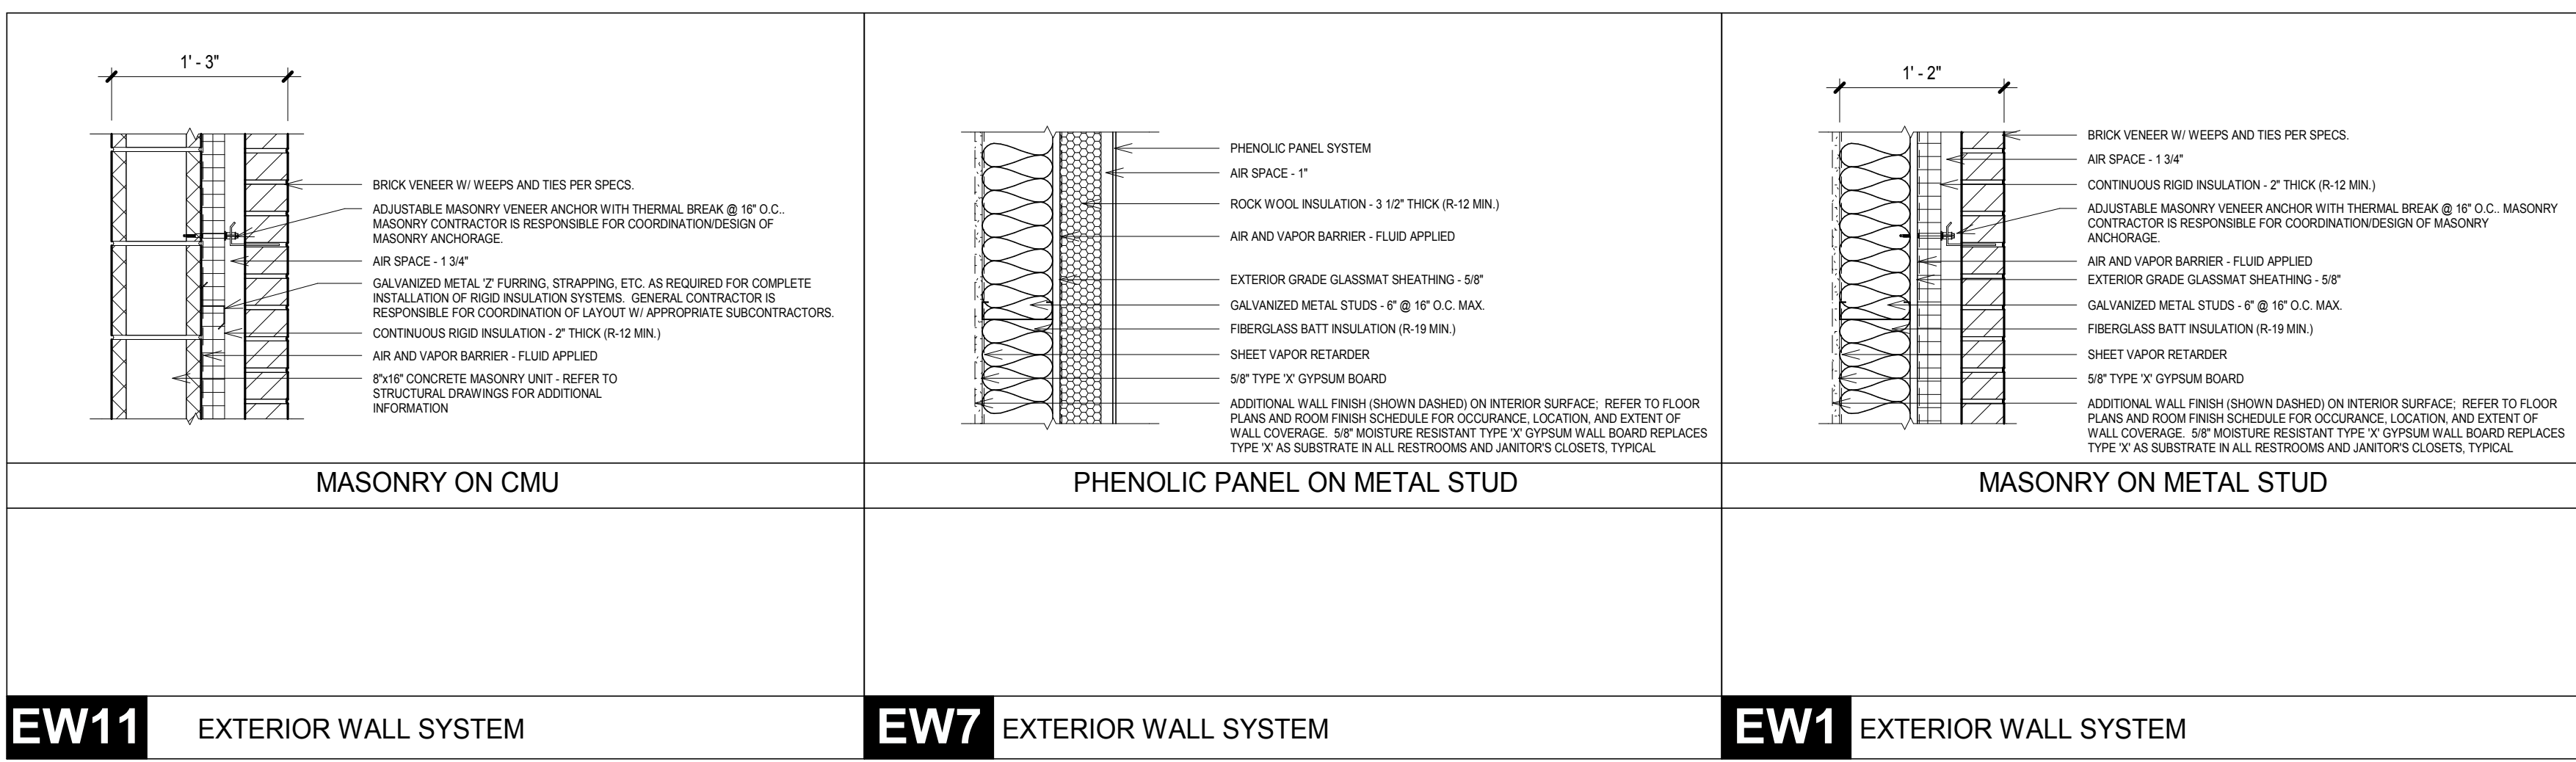 1' - 3"
BRICK VENEER W/ WEEPS AND TIES PER SPECS.
ADJUSTABLE MASONRY VENEER ANCHOR WITH THERMAL BREAK @ 16" O.C..
MASONRY CONTRACTOR IS RESPONSIBLE FOR COORDINATION/DESIGN OF
MASONRY ANCHORAGE.
AIR SPACE - 1 3/4"
GALVANIZED METAL 'Z' FURRING, STRAPPING, ETC. AS REQUIRED FOR COMPLETE
INSTALLATION OF RIGID INSULATION SYSTEMS. GENERAL CONTRACTOR IS
RESPONSIBLE FOR COORDINATION OF LAYOUT W/ APPROPRIATE SUBCONTRACTORS.
CONTINUOUS RIGID INSULATION - 2" THICK (R-12 MIN.)
AIR AND VAPOR BARRIER - FLUID APPLIED
8"x16" CONCRETE MASONRY UNIT - REFER TO
STRUCTURAL DRAWINGS FOR ADDITIONAL
INFORMATION
MASONRY ON CMU
EW11
EXTERIOR WALL SYSTEM
PHENOLIC PANEL SYSTEM
AIR SPACE - 1"
ROCK WOOL INSULATION - 3 1/2" THICK (R-12 MIN.)
AIR AND VAPOR BARRIER - FLUID APPLIED
EXTERIOR GRADE GLASSMAT SHEATHING - 5/8"
GALVANIZED METAL STUDS - 6" @ 16" O.C. MAX.
FIBERGLASS BATT INSULATION (R-19 MIN.)
SHEET VAPOR RETARDER
5/8" TYPE 'X' GYPSUM BOARD
ADDITIONAL WALL FINISH (SHOWN DASHED) ON INTERIOR SURFACE; REFER TO FLOOR
PLANS AND ROOM FINISH SCHEDULE FOR OCCURANCE, LOCATION, AND EXTENT OF
WALL COVERAGE. 5/8" MOISTURE RESISTANT TYPE 'X' GYPSUM WALL BOARD REPLACES
TYPE 'X' AS SUBSTRATE IN ALL RESTROOMS AND JANITOR'S CLOSETS, TYPICAL
PHENOLIC PANEL ON METAL STUD
EW7
EXTERIOR WALL SYSTEM
1' - 2"
BRICK VENEER W/ WEEPS AND TIES PER SPECS.
AIR SPACE - 1 3/4"
CONTINUOUS RIGID INSULATION - 2" THICK (R-12 MIN.)
ADJUSTABLE MASONRY VENEER ANCHOR WITH THERMAL BREAK @ 16" O.C.. MASONRY
CONTRACTOR IS RESPONSIBLE FOR COORDINATION/DESIGN OF MASONRY
ANCHORAGE.
AIR AND VAPOR BARRIER - FLUID APPLIED
EXTERIOR GRADE GLASSMAT SHEATHING - 5/8"
GALVANIZED METAL STUDS - 6" @ 16" O.C. MAX.
FIBERGLASS BATT INSULATION (R-19 MIN.)
SHEET VAPOR RETARDER
5/8" TYPE 'X' GYPSUM BOARD
ADDITIONAL WALL FINISH (SHOWN DASHED) ON INTERIOR SURFACE; REFER TO FLOOR
PLANS AND ROOM FINISH SCHEDULE FOR OCCURANCE, LOCATION, AND EXTENT OF
WALL COVERAGE. 5/8" MOISTURE RESISTANT TYPE 'X' GYPSUM WALL BOARD REPLACES
TYPE 'X' AS SUBSTRATE IN ALL RESTROOMS AND JANITOR'S CLOSETS, TYPICAL
MASONRY ON METAL STUD
EW1
EXTERIOR WALL SYSTEM